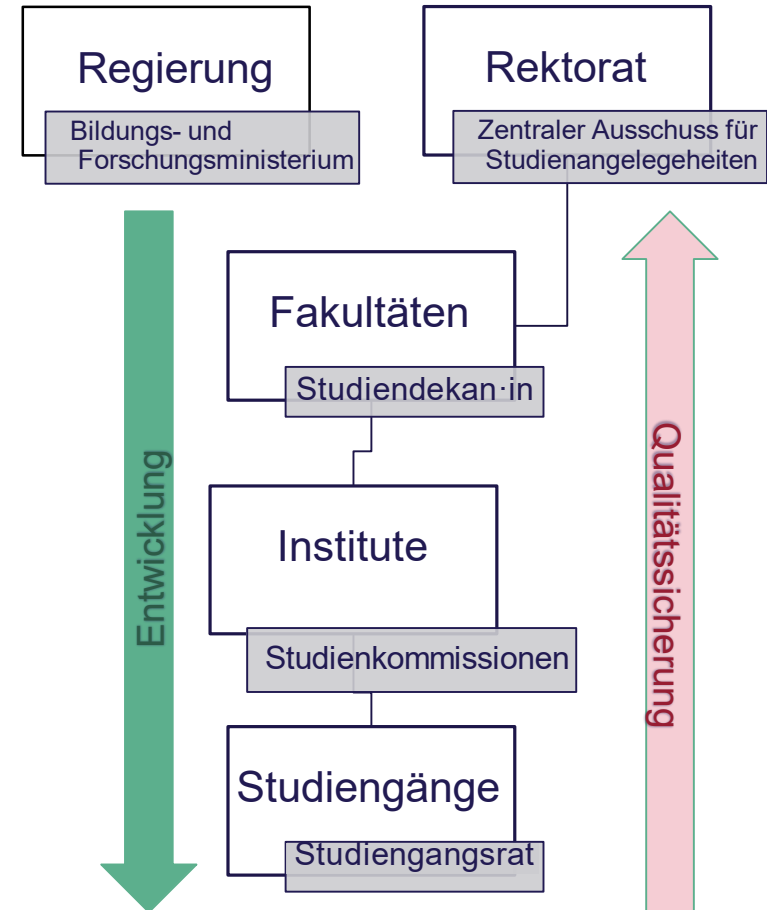 Regierung
Bildungs- und
Forschungsministerium
Rektorat
Zentraler Ausschuss für
Studienangelegeheiten
Fakultäten
Studiendekan·in
Institute
Studienkommissionen
Studiengänge
Studiengangsrat
Entwicklung
Qualitätssicherung